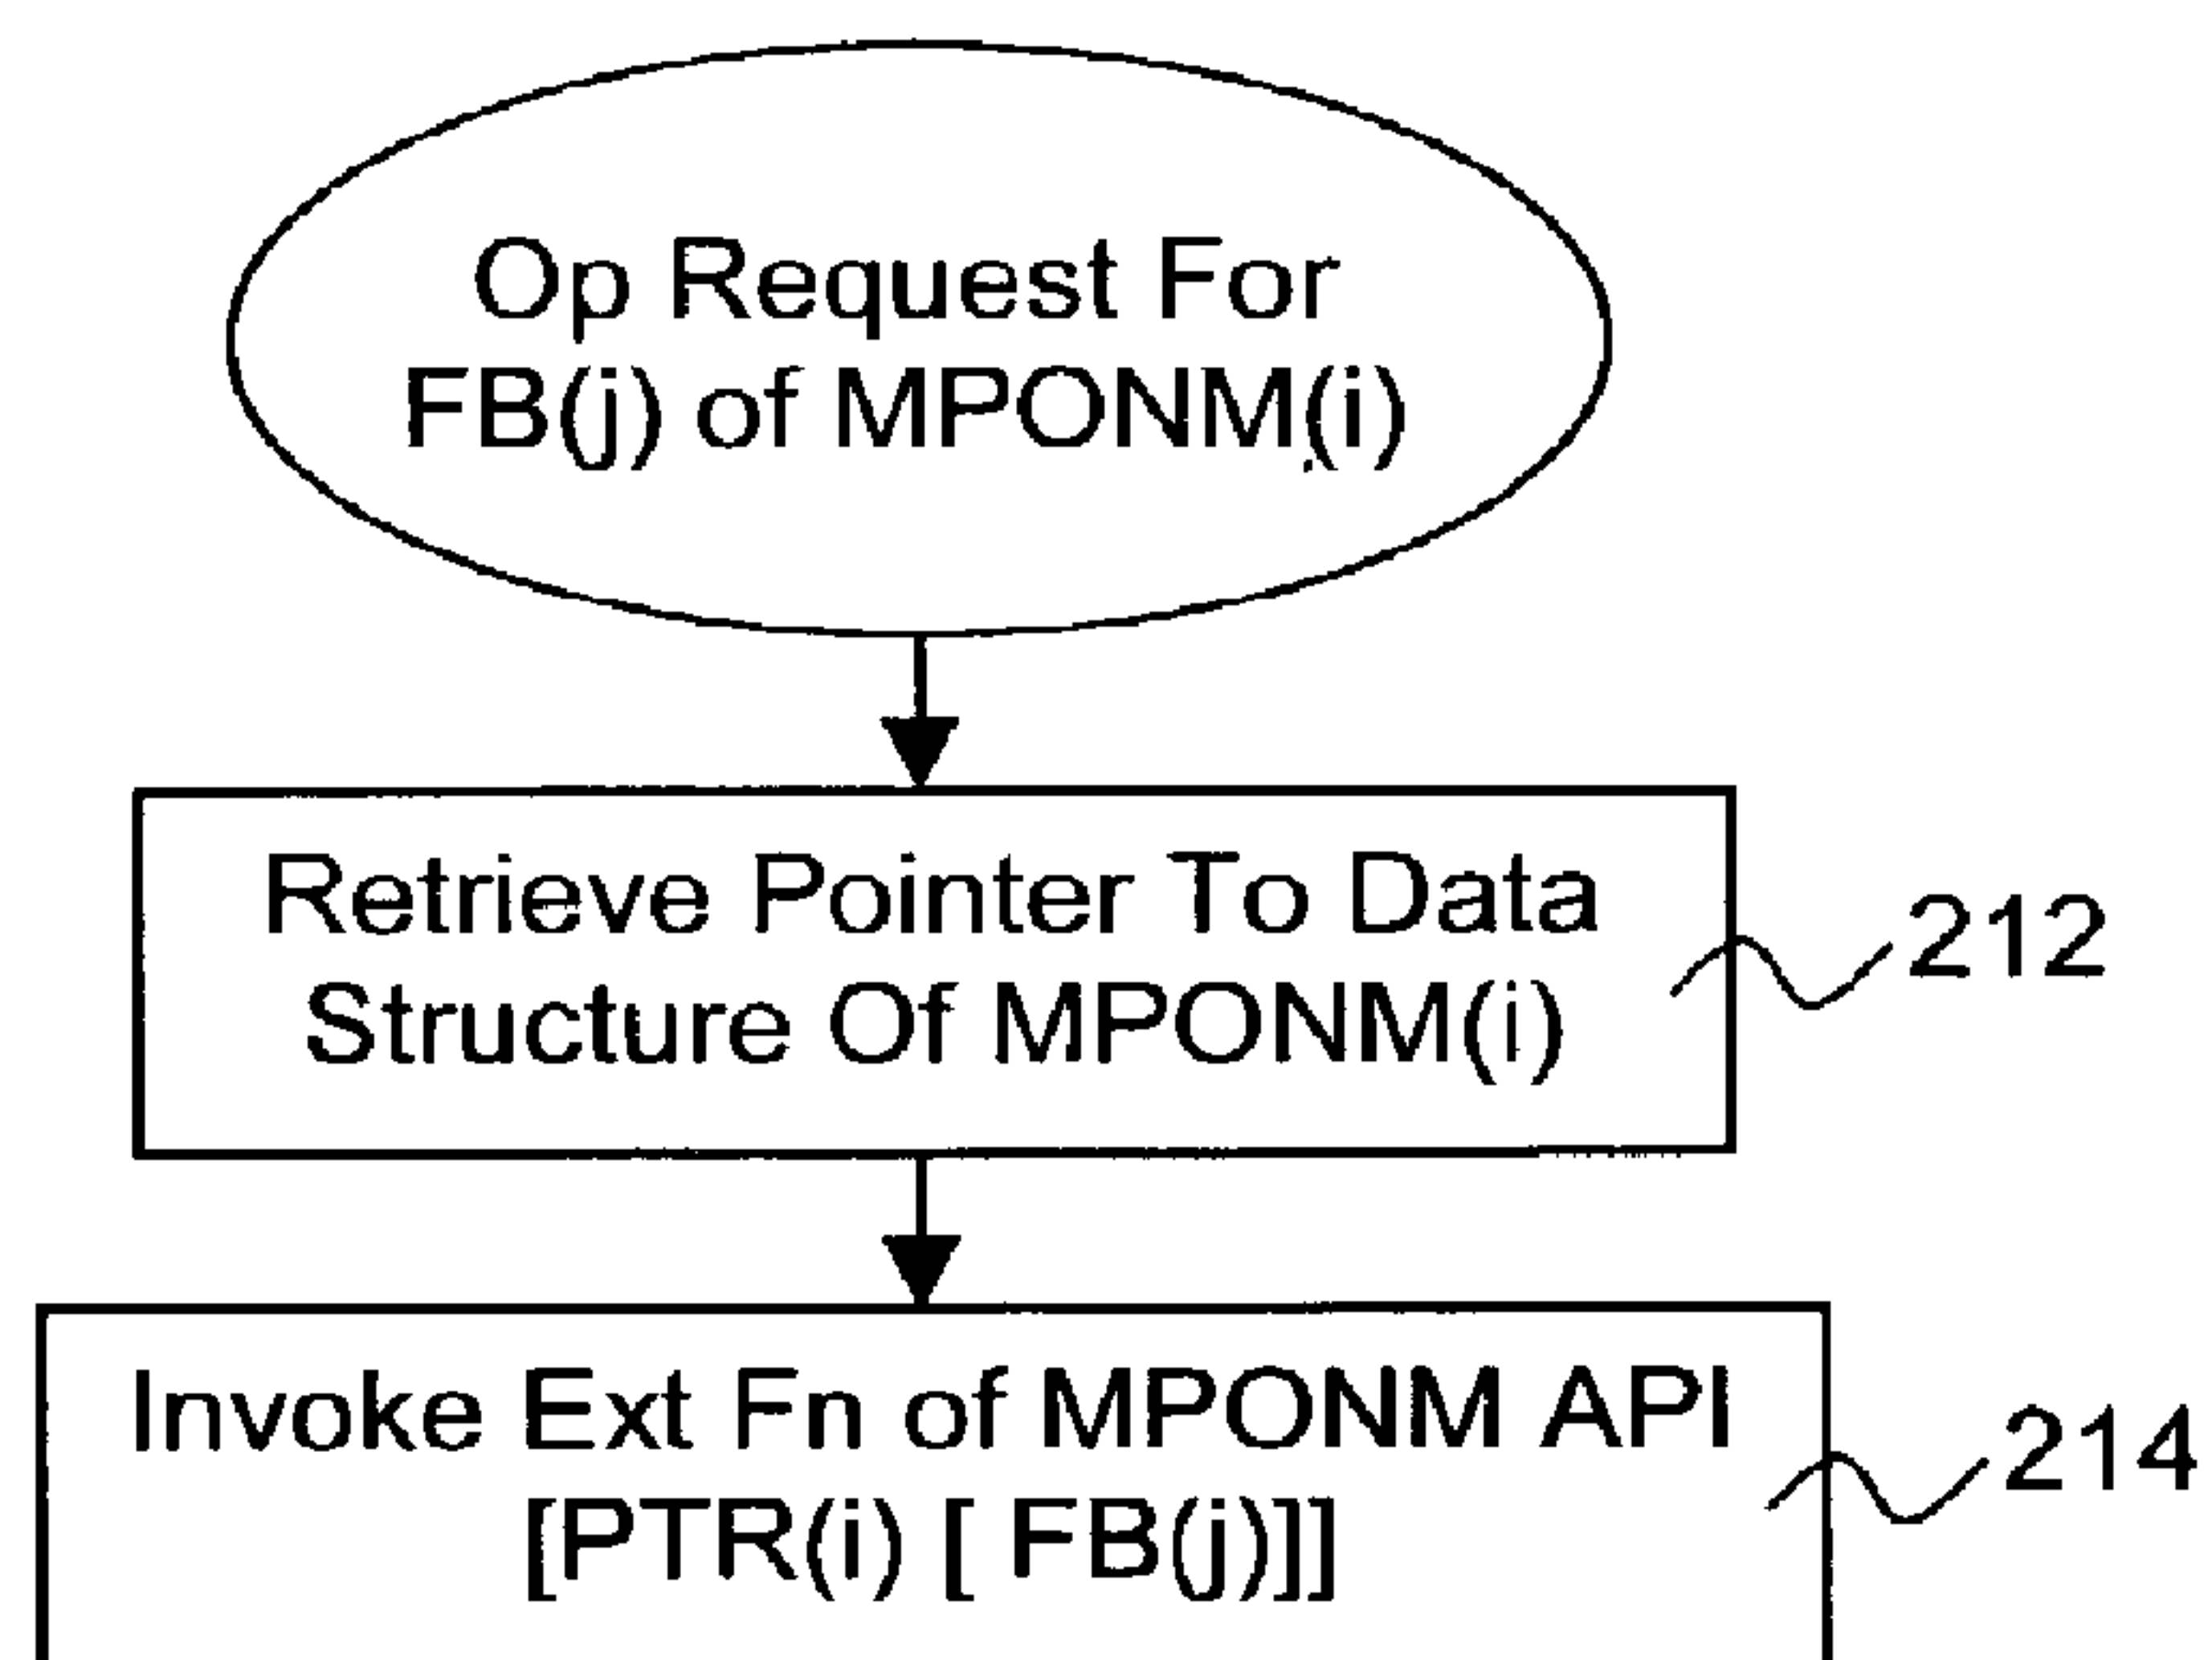 Op Request For
FB(j) of MPONM(i)
Retrieve Pointer To Data
Structure Of MPONM(i)
212
Invoke Ext Fn of MPONM API
[PTR(i) [ FB(j)]]
214